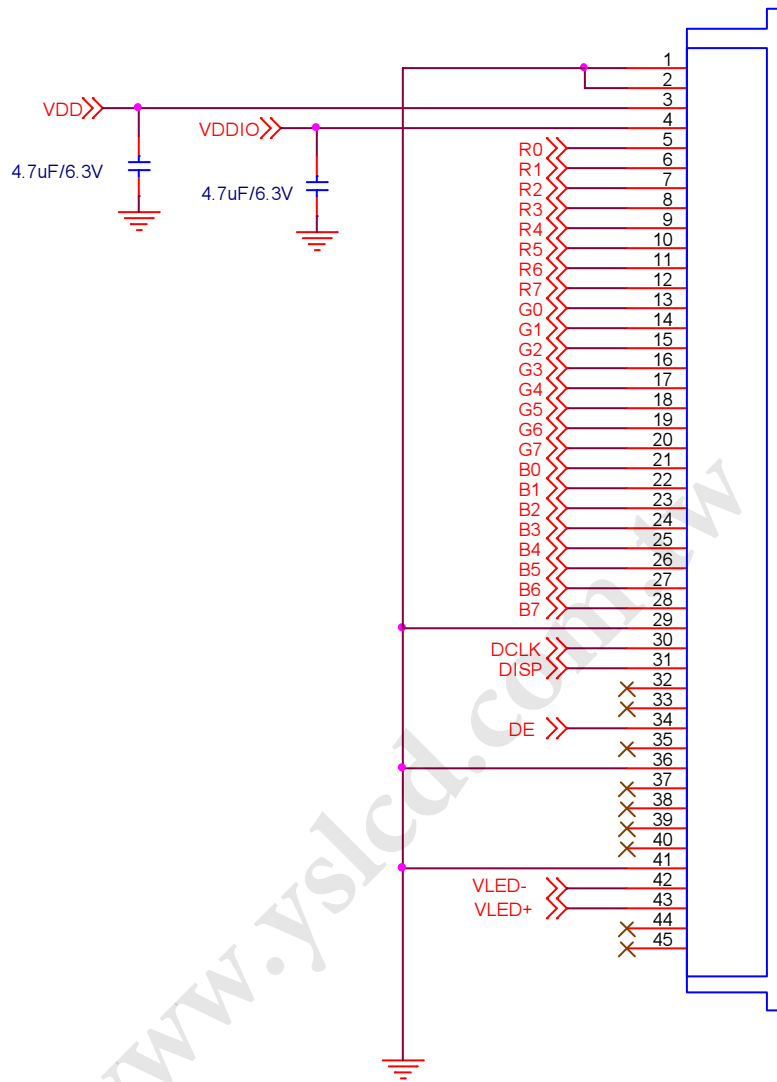 1
2
VDD 3
VDDIO 4
R0 5
4.7uF/6.3V
R1 6
4.7uF/6.3V
R2 7
R3 8
R4 9
R5 10
R6 11
R7 12
G0 13
G1 14
G2 15
G3 16
G4 17
G5 18
G6 19
G7 20
B0 21
B1 22
B2 23
B3 24
B4 25
B5 26
B6 27
B7 28
29
DCLK 30
DISP 31
32
33
DE 34
35
36
37
38
39
40
41
VLED- 42
VLED+ 43
44
45
www.yslcd.com.tw